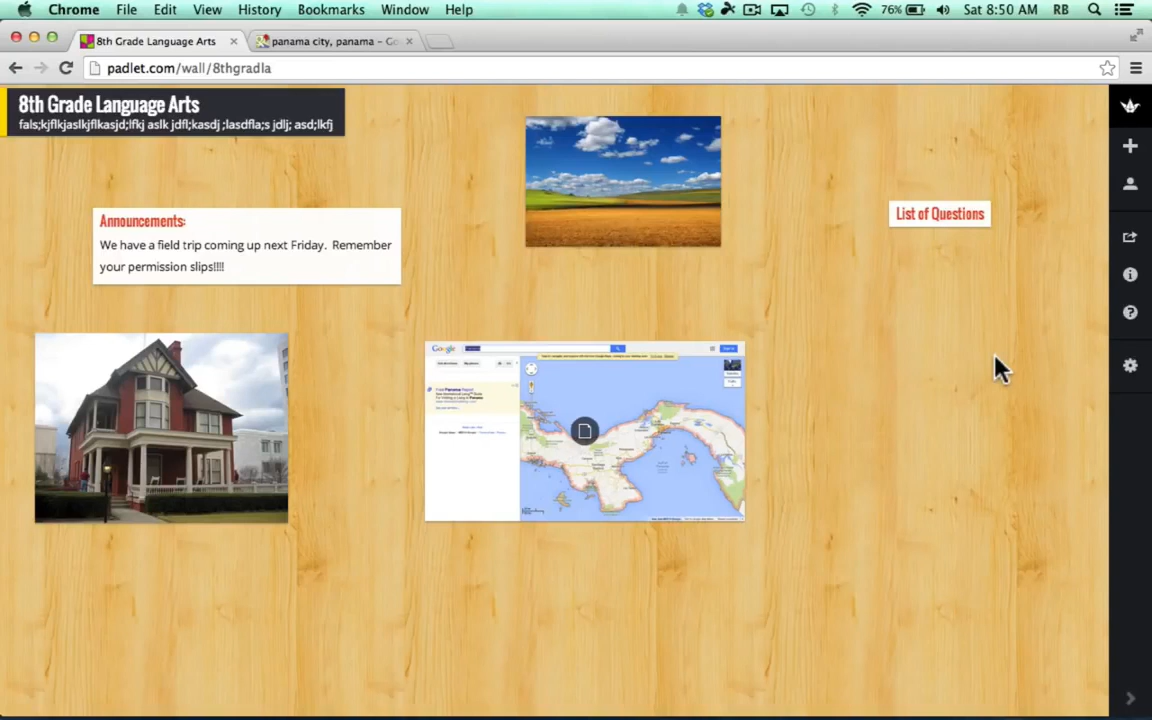 Chrome File Edit View History Bookmarks Window Help 76% Sat 8:50 AM RB
8th Grade Language Arts
panama city, panama - Go
padlet.com/wall/8thgradla
8th Grade Language Arts
fals;kjflkjaslkjflkasjd;lfkj aslk jdfl;kasdj ;lasdfla;s jdlj; asd;lkfj
List of Questions
Announcements:
We have a field trip coming up next Friday. Remember
your permission slips!!!!
Google